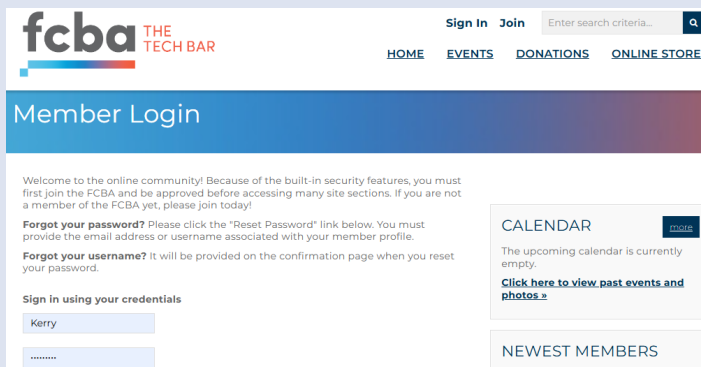 fcba THE
TECH BAR
Sign In Join Enter search criteria...
HOME EVENTS DONATIONS ONLINE STORE
Member Login
Welcome to the online community! Because of the built-in security features, you must
first join the FCBA and be approved before accessing many site sections. If you are not
a member of the FCBA yet, please join today!
Forgot your password? Please click the "Reset Password" link below. You must
provide the email address or username associated with your member profile.
Forgot your username? It will be provided on the confirmation page when you reset
your password.
Sign in using your credentials
Kerry
.........
CALENDAR more
The upcoming calendar is currently
empty.
Click here to view past events and
photos »
NEWEST MEMBERS